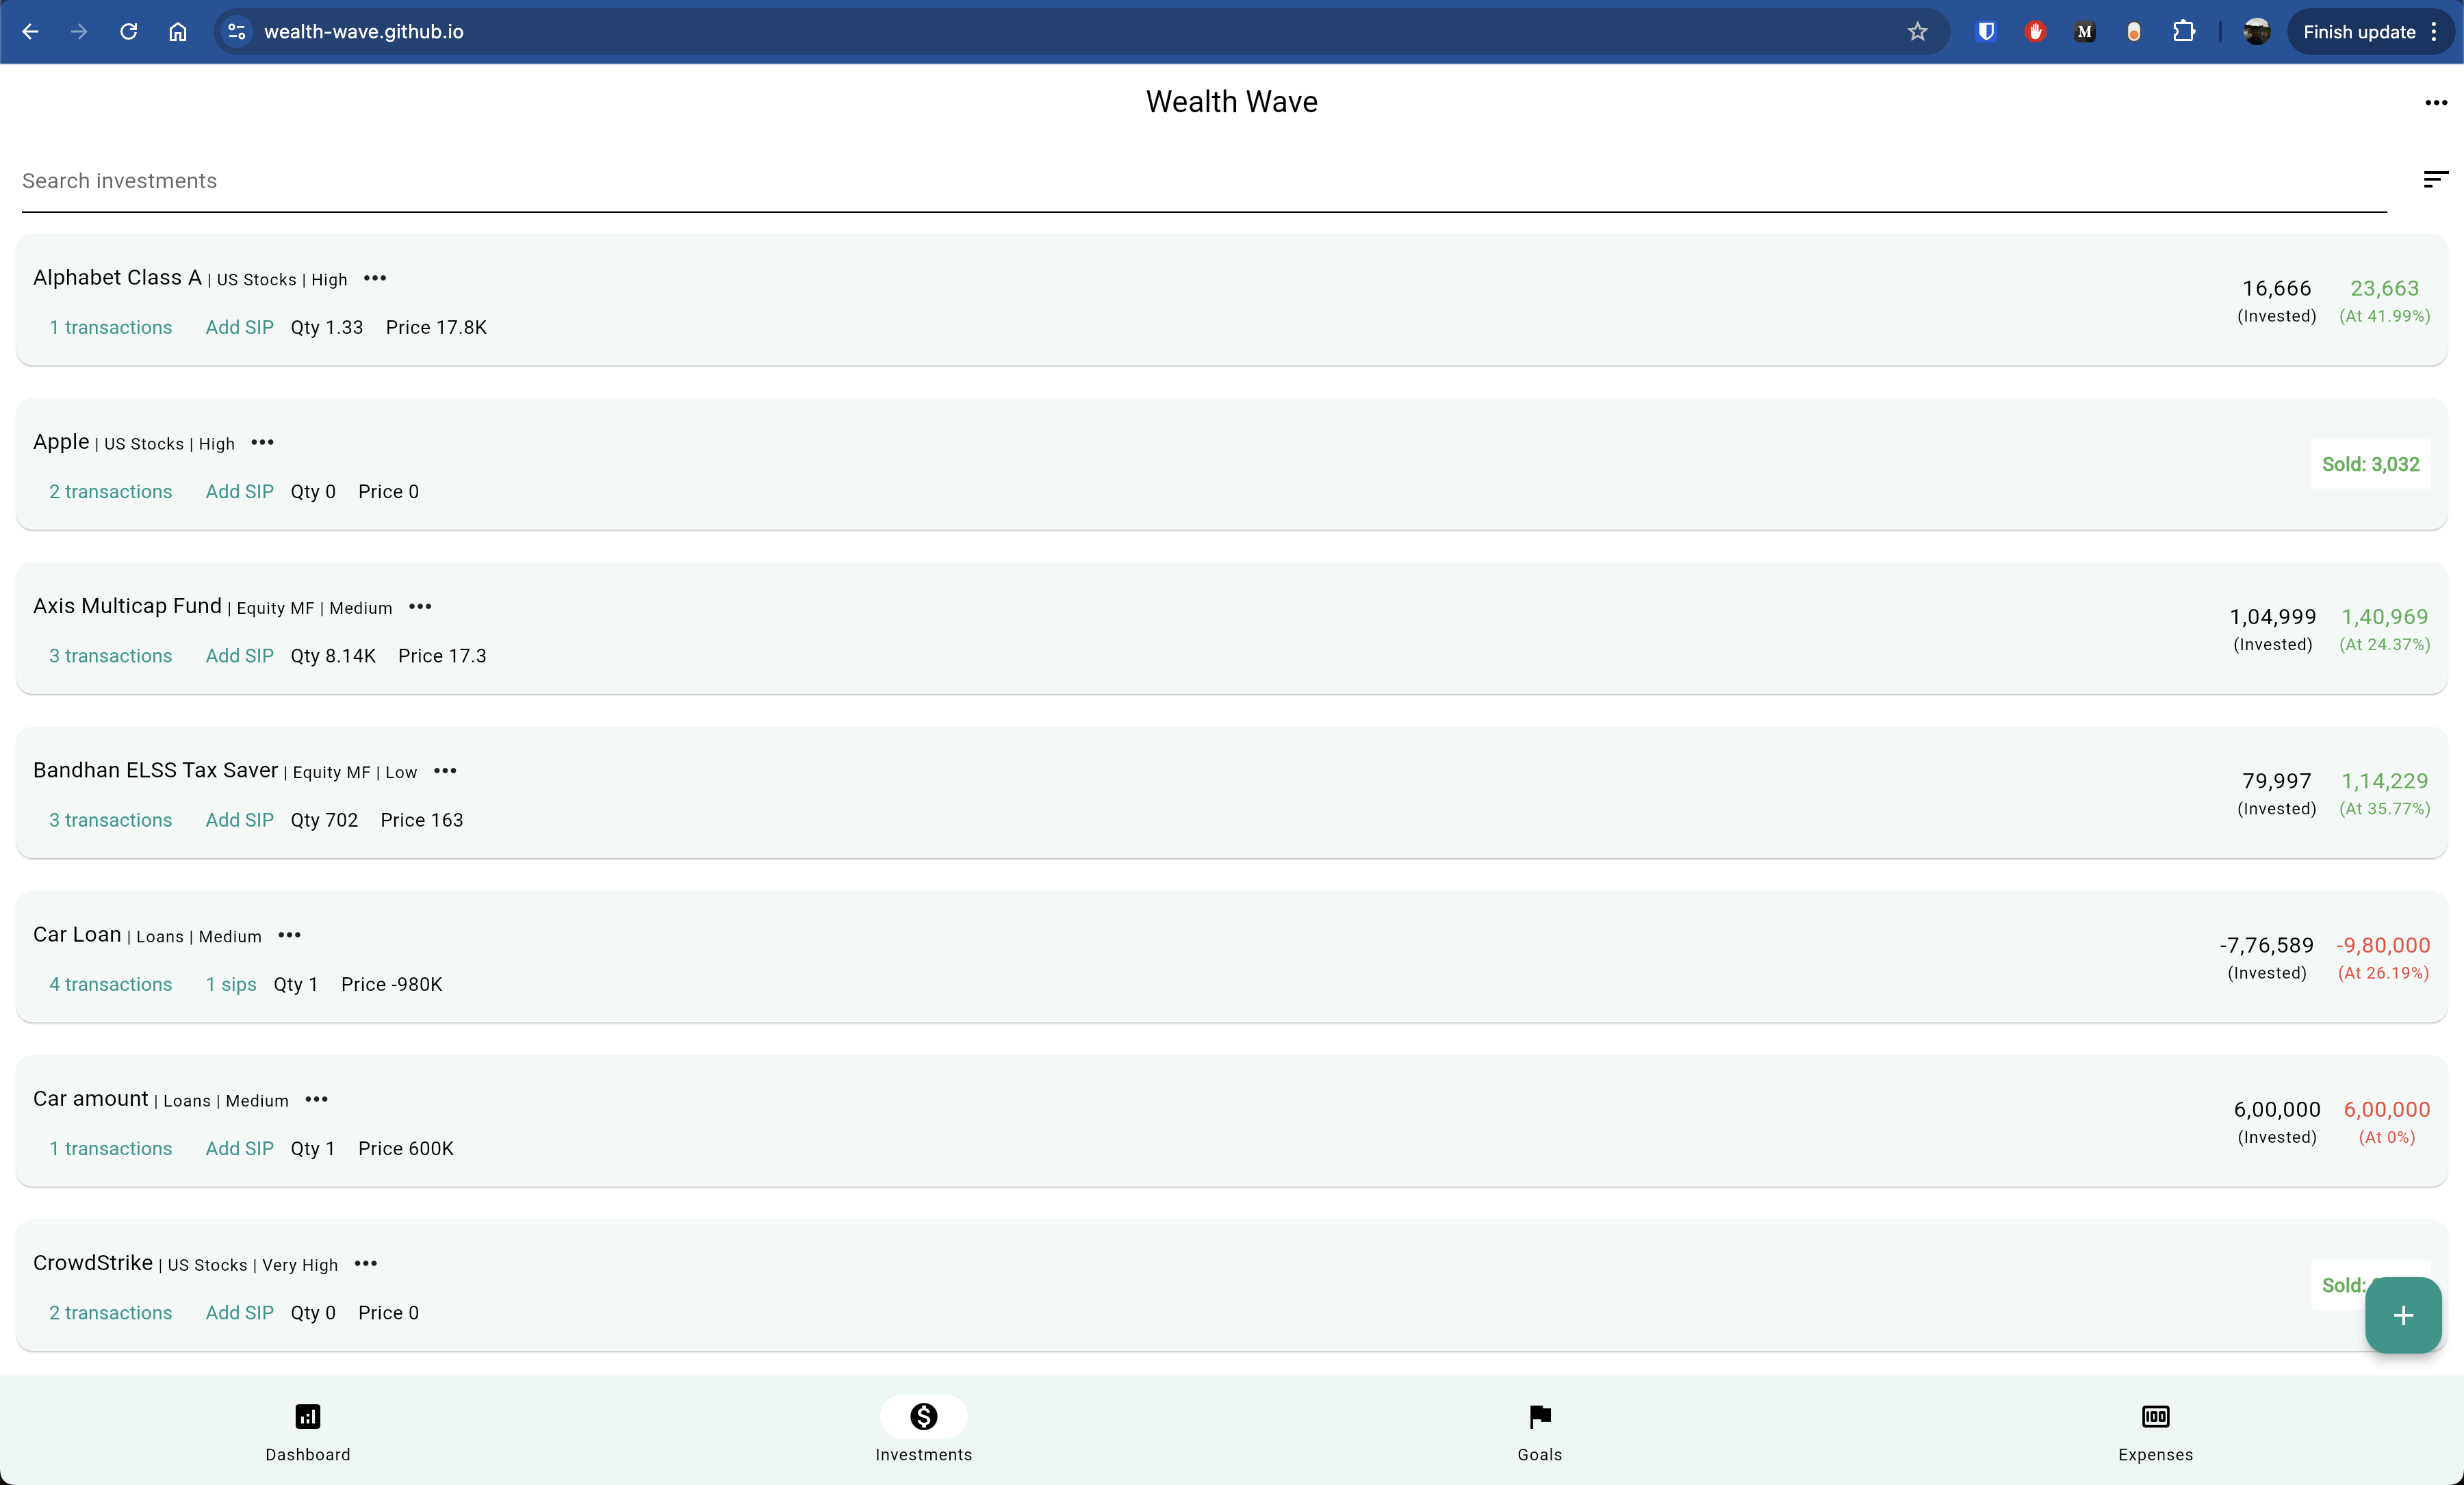 wealth-wave.github.io
M
Finish update
Wealth Wave
Search investments
Alphabet Class A | US Stocks | High
1 transactions Add SIP Qty 1.33 Price 17.8K
16,666 23,663
(Invested) (At 41.99%)
Apple | US Stocks | High
2 transactions Add SIP Qty 0 Price 0
Sold: 3,032
Axis Multicap Fund | Equity MF | Medium
3 transactions Add SIP Qty 8.14K Price 17.3
1,04,999 1,40,969
(Invested) (At 24.37%)
Bandhan ELSS Tax Saver | Equity MF | Low
3 transactions Add SIP Qty 702 Price 163
79,997 1,14,229
(Invested) (At 35.77%)
Car Loan | Loans | Medium
4 transactions 1 sips Qty 1 Price -980K
-7,76,589 -9,80,000
(Invested) (At 26.19%)
Car amount | Loans | Medium
1 transactions Add SIP Qty 1 Price 600K
6,00,000 6,00,000
(Invested) (At 0%)
CrowdStrike | US Stocks | Very High
2 transactions Add SIP Qty 0 Price 0
Sold:
+
Dashboard Investments Goals Expenses